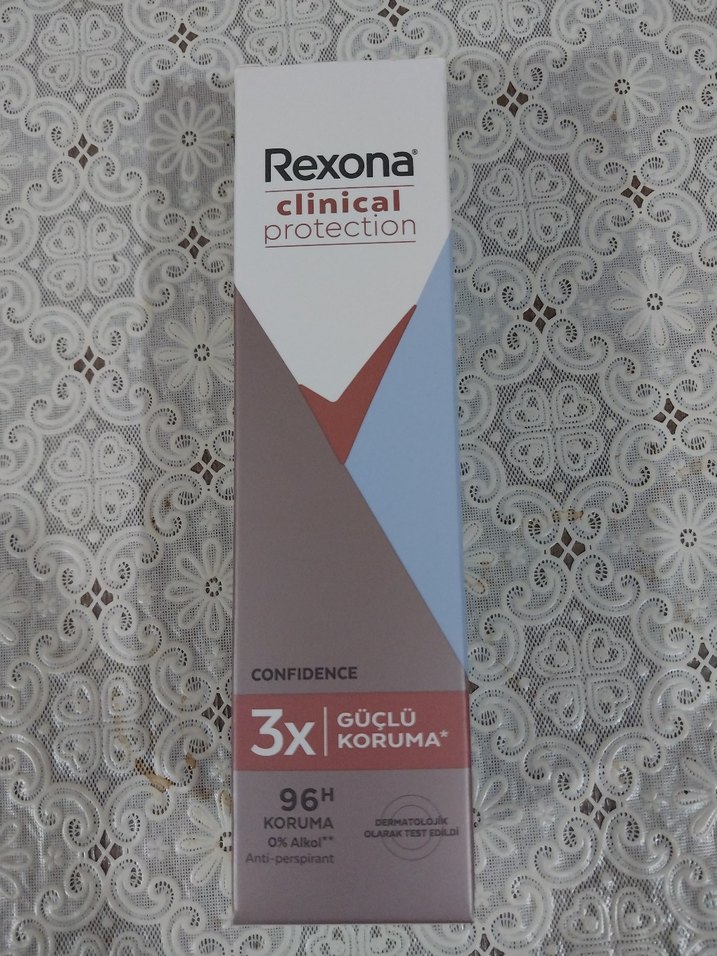 Rexona®
clinical
protection
CONFIDENCE
3x GÜÇLÜ
KORUMA*
96H
KORUMA
0% Alkol**
Anti-perspirant
DERMATOLOJİK
OLARAK TEST EDİLDİ